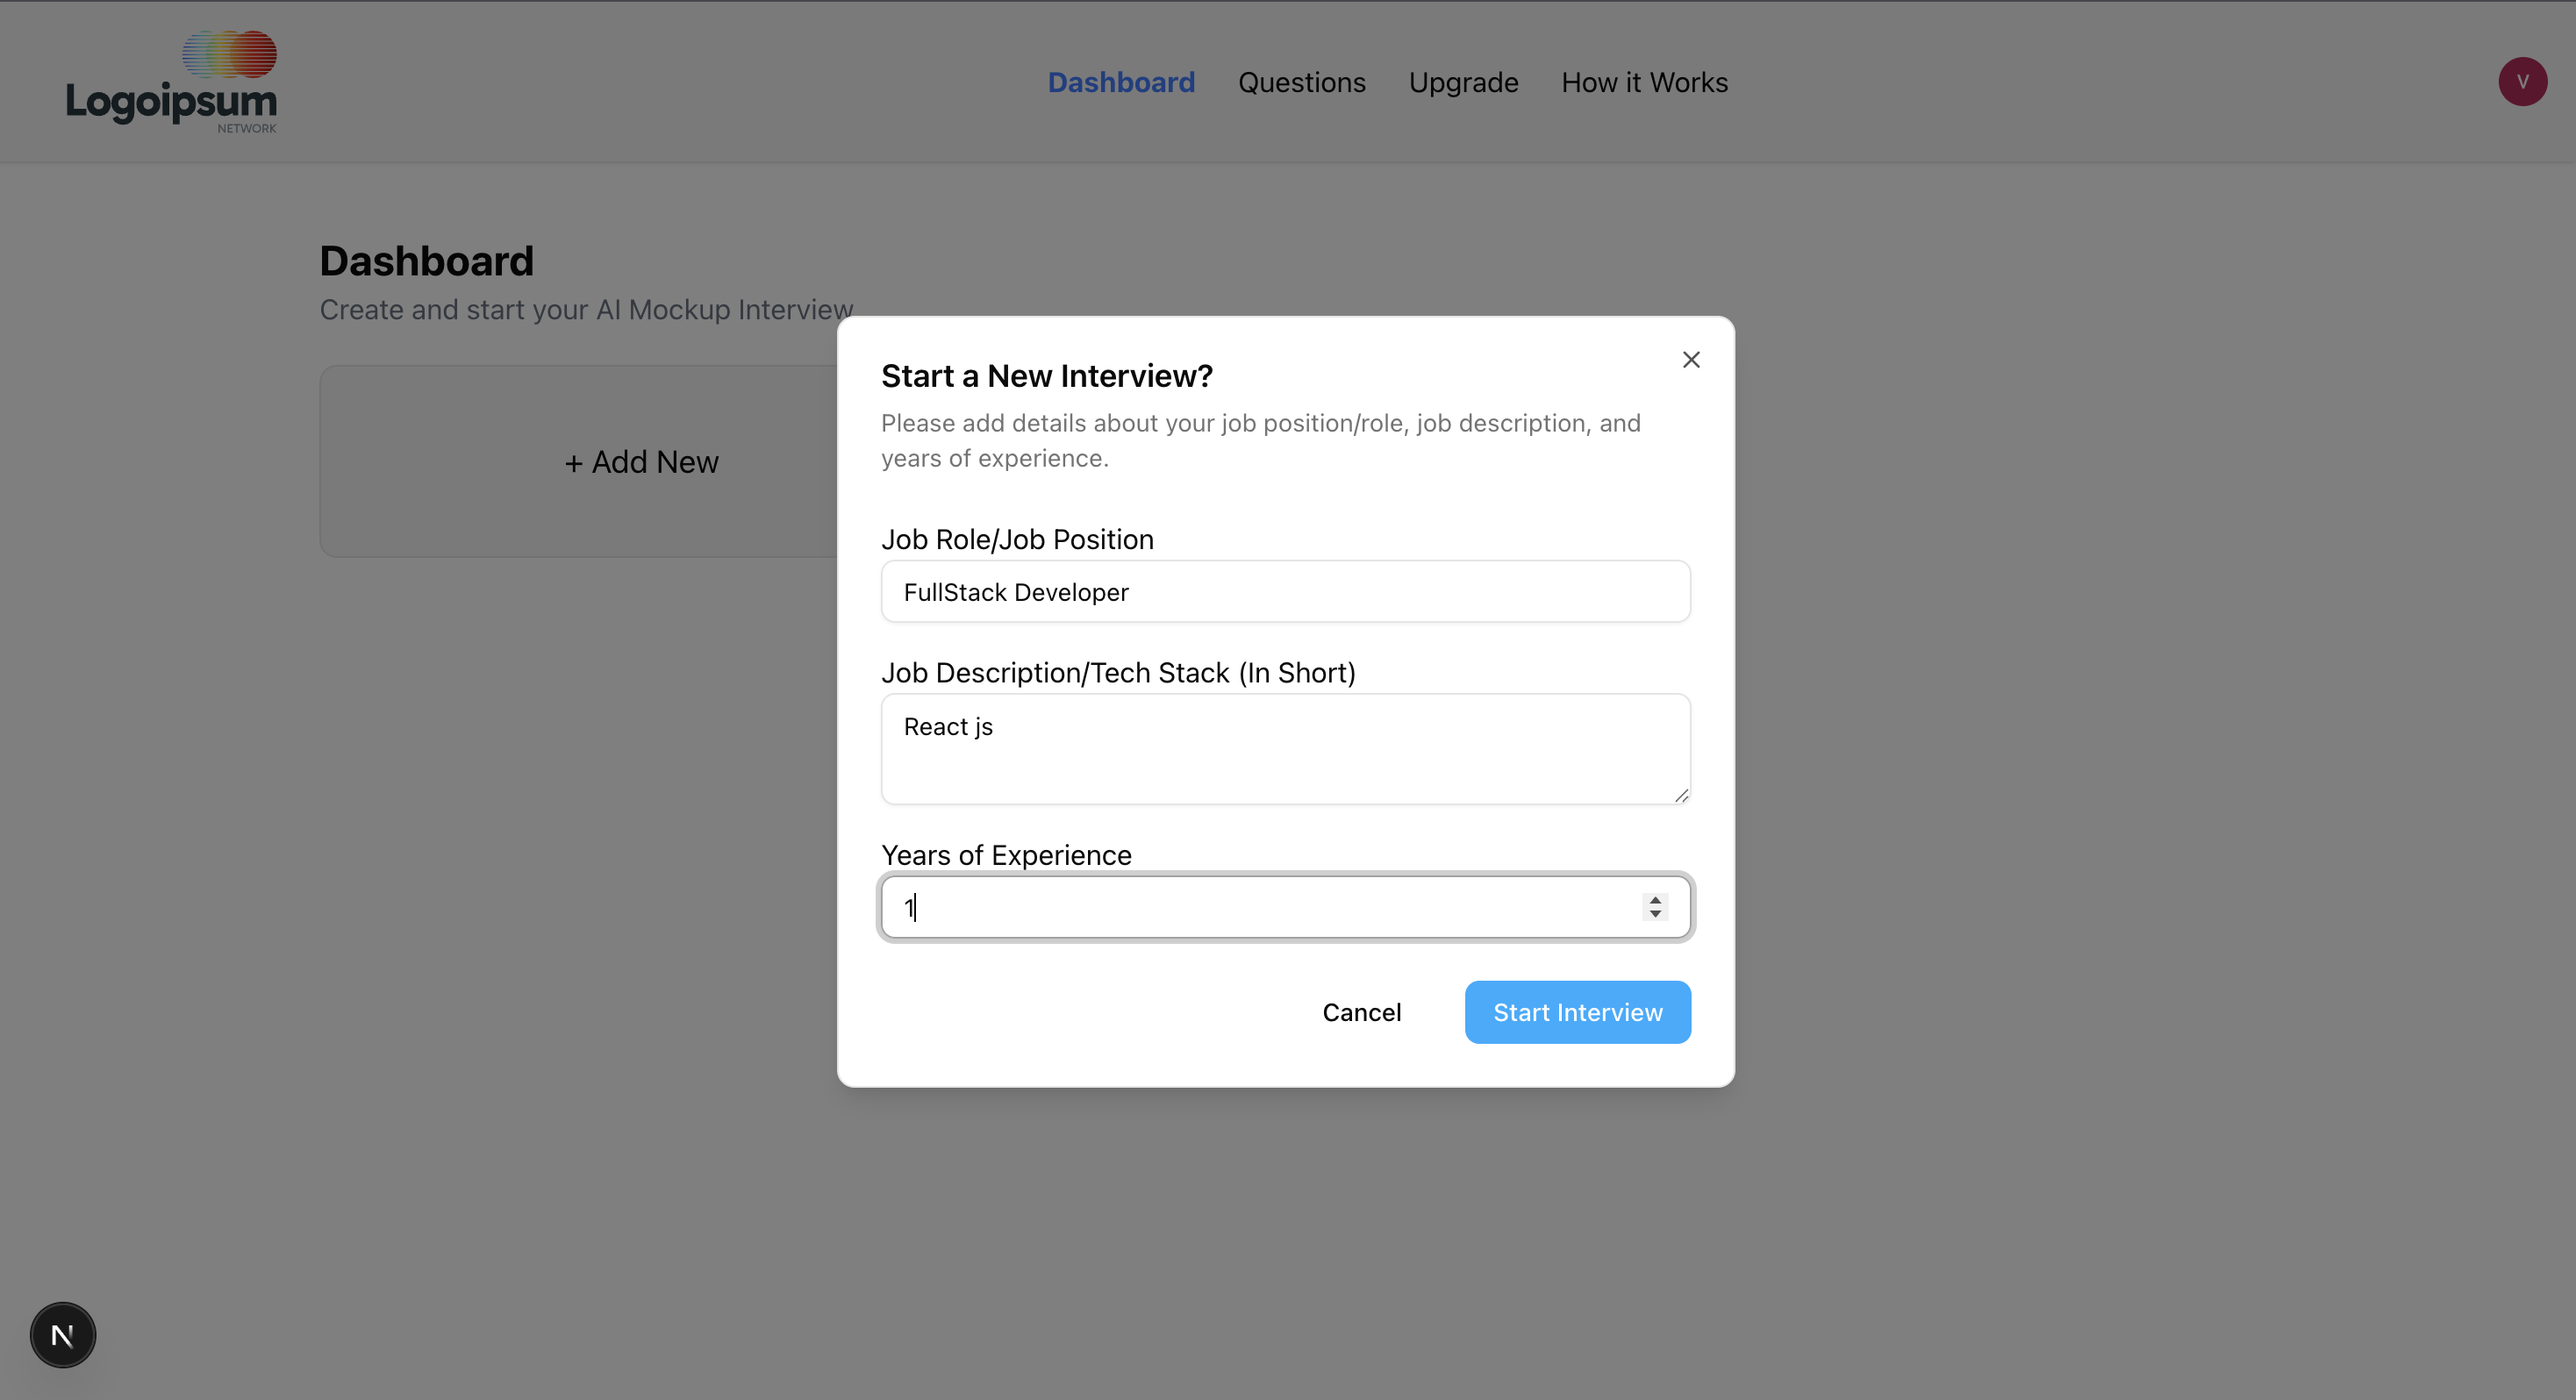 Logoipsum
NETWORK
Dashboard Questions Upgrade How it Works
V
Dashboard
Create and start your AI Mockup Interview
+ Add New
Start a New Interview?
Please add details about your job position/role, job description, and
years of experience.
Job Role/Job Position
FullStack Developer
Job Description/Tech Stack (In Short)
React js
Years of Experience
1
Cancel Start Interview
N